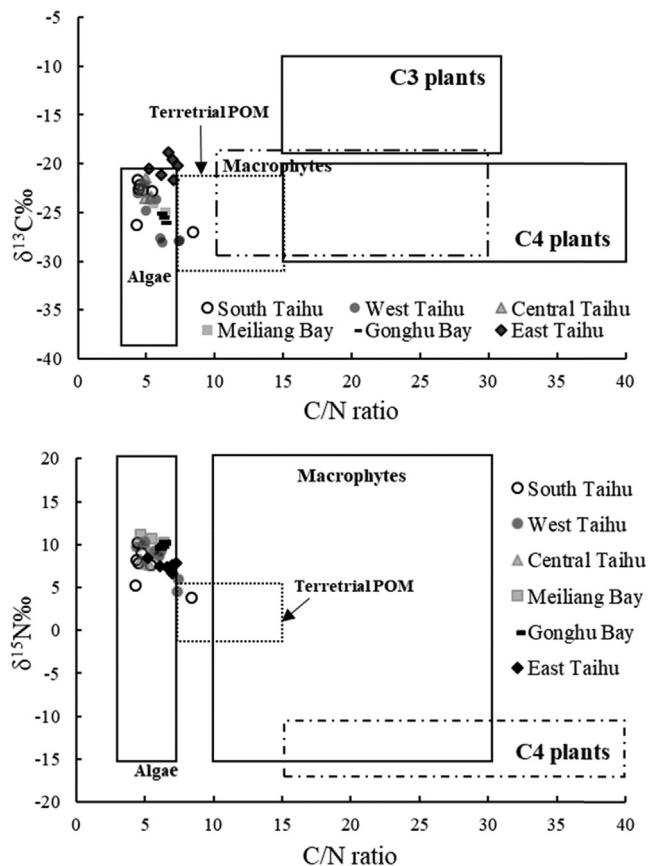 -5
-10
-15
-20
-25
-30
-35
-40
0
5
10
15
20
25
30
35
40
δ13C‰
C/N ratio
C3 plants
Terretrial POM
Macrophytes
C4 plants
Algae
South Taihu
West Taihu
Central Taihu
Meiliang Bay
Gonghu Bay
East Taihu
20
15
10
5
0
-5
-10
-15
-20
0
5
10
15
20
25
30
35
40
δ15N‰
C/N ratio
Macrophytes
Terretrial POM
C4 plants
Algae
South Taihu
West Taihu
Central Taihu
Meiliang Bay
Gonghu Bay
East Taihu